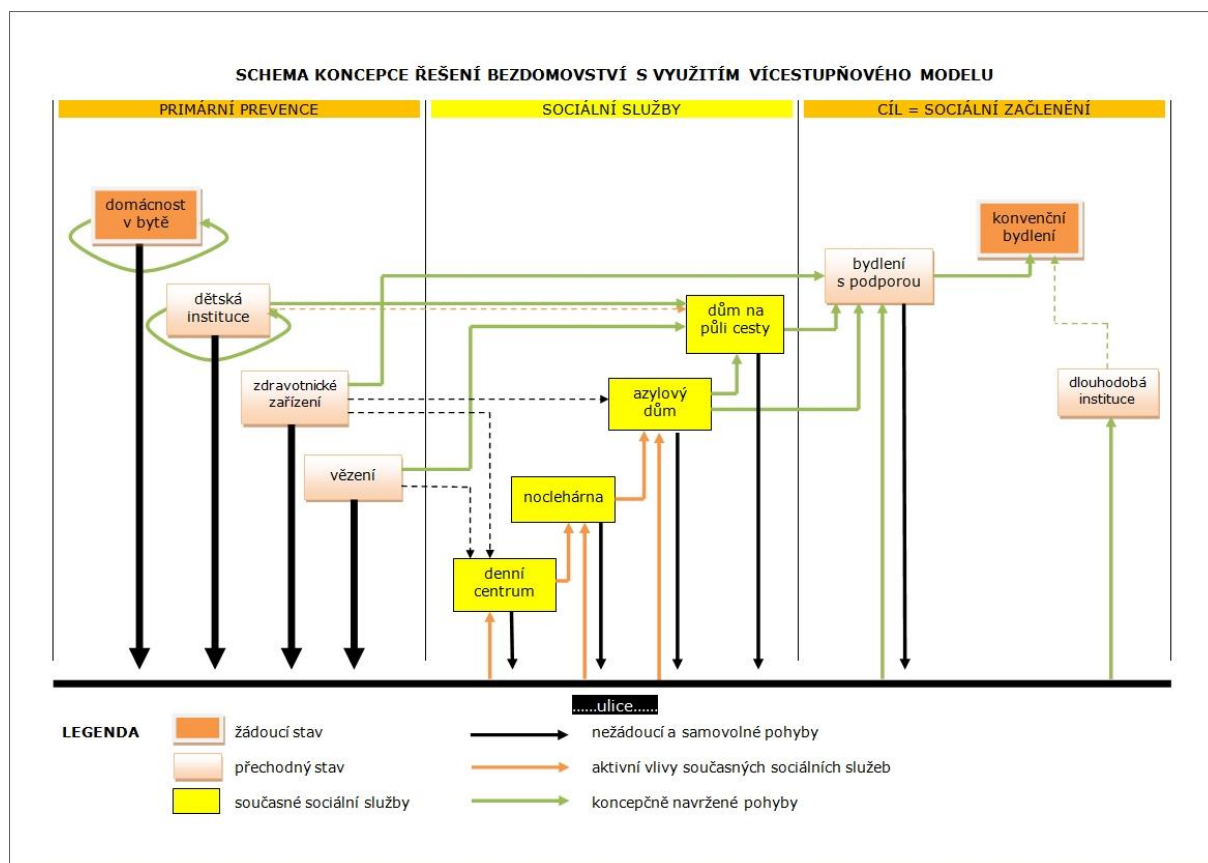 SCHEMA KONCEPCE ŘEŠENÍ BEZDOMOVSTVÍ S VYUŽITÍM VÍCESTUPŇOVÉHO MODELU
PRIMÁRNÍ PREVENCE
SOCIÁLNÍ SLUŽBY
CÍL = SOCIÁLNÍ ZAČLENĚNÍ
domácnost
v bytě
konvenční
bydlení
bydlení
s podporou
dětská
instituce
dům na
půli cesty
zdravotnické
zařízení
azylový
dům
dlouhodobá
instituce
vězení
noclehárna
denní
centrum
......ulice......
LEGENDA
žádoucí stav
nežádoucí a samovolné pohyby
přechodný stav
aktivní vlivy současných sociálních služeb
současné sociální služby
koncepčně navržené pohyby